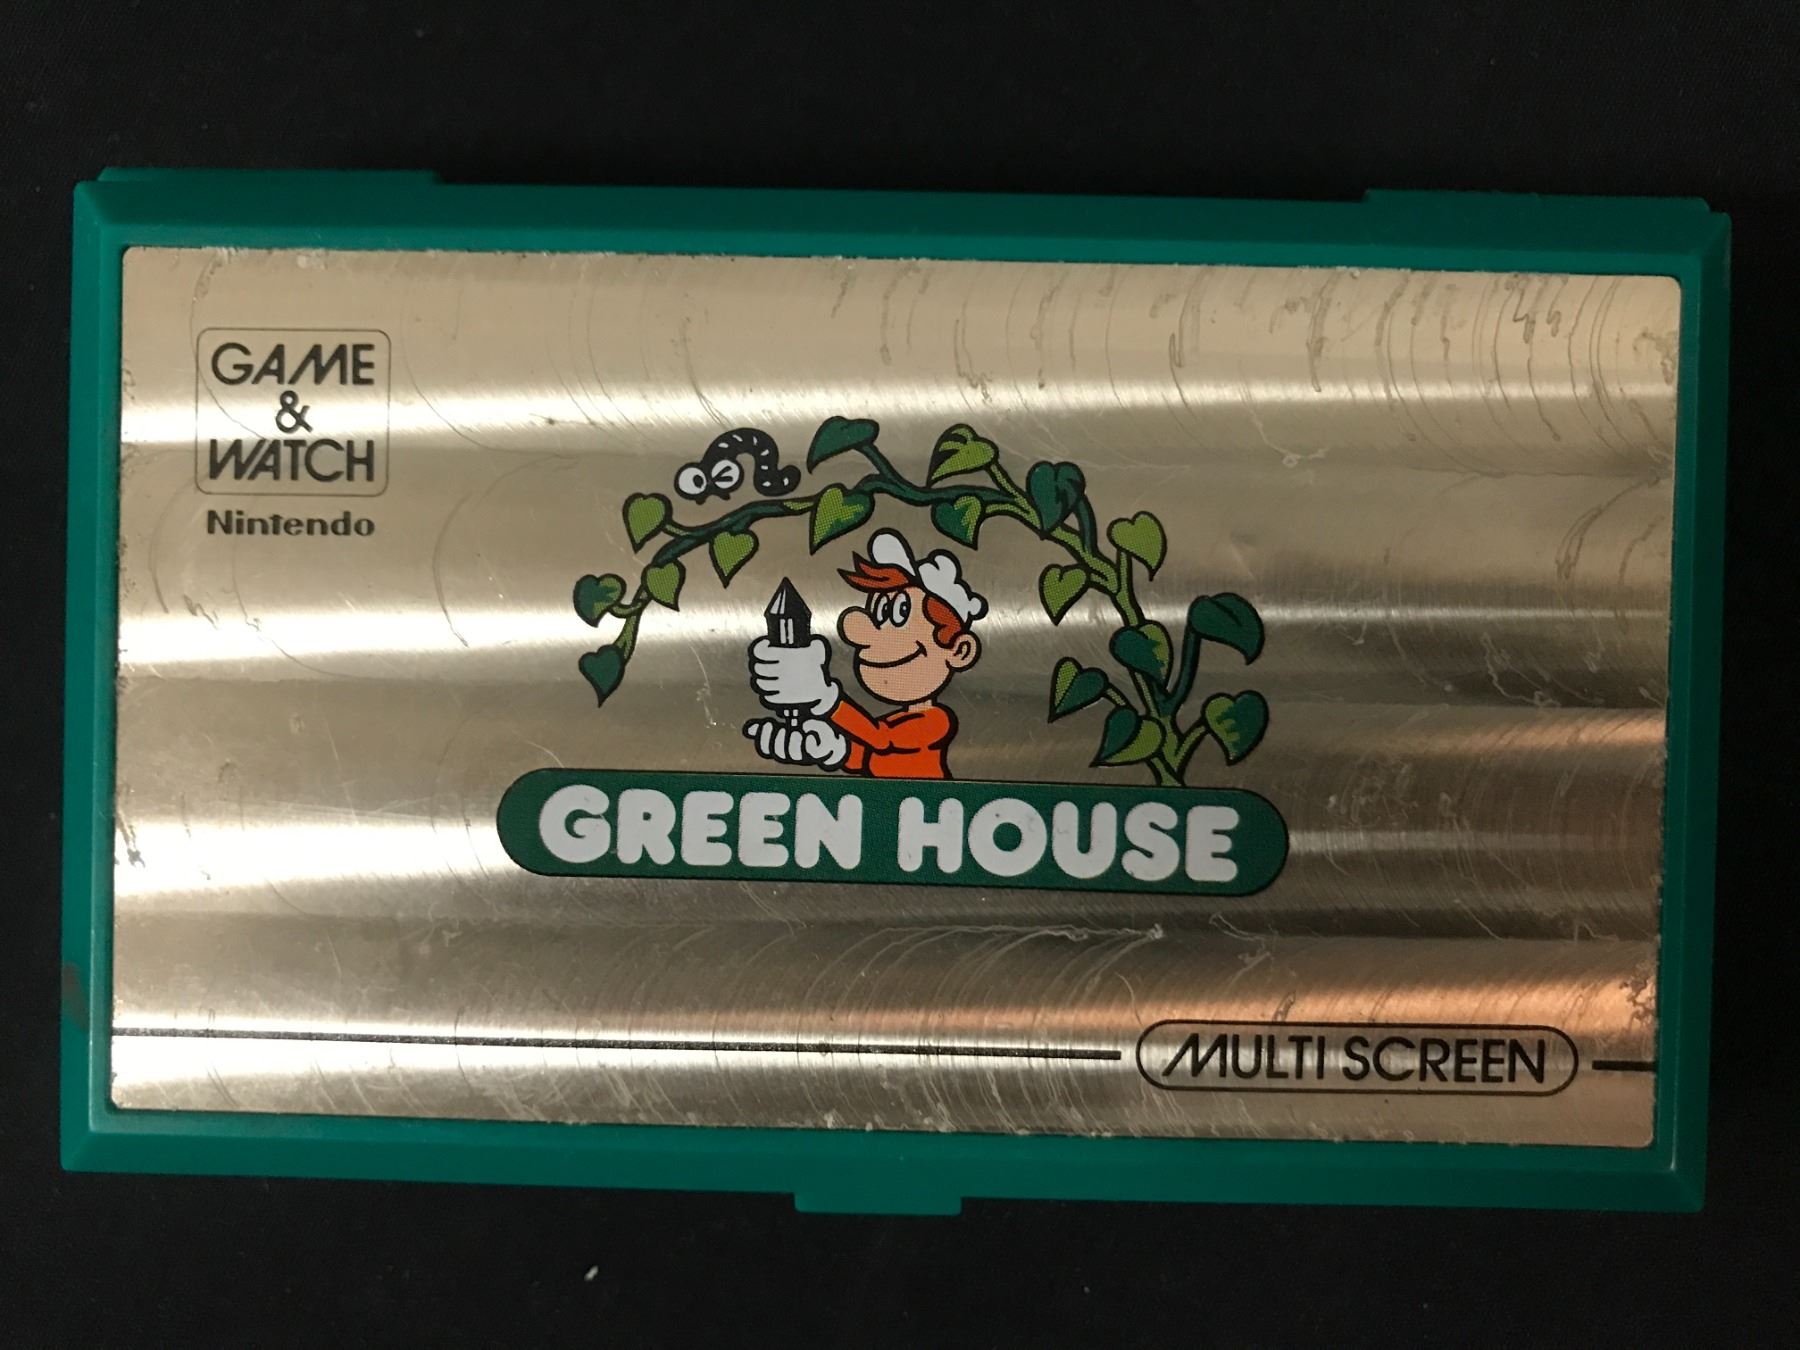 GAME
&
WATCH
Nintendo
GREEN HOUSE
MULTI SCREEN